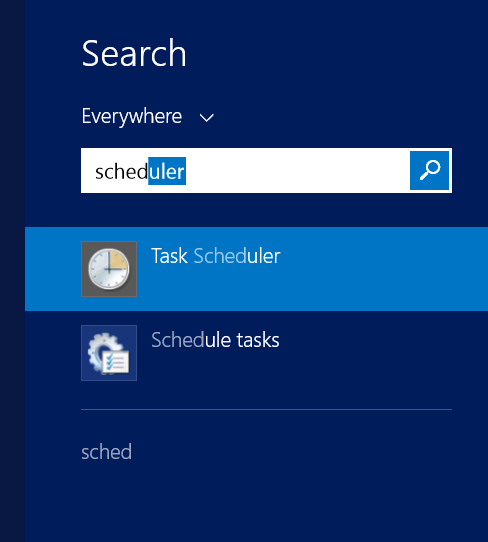 Search
Everywhere
scheduler
Task Scheduler
Schedule tasks
sched